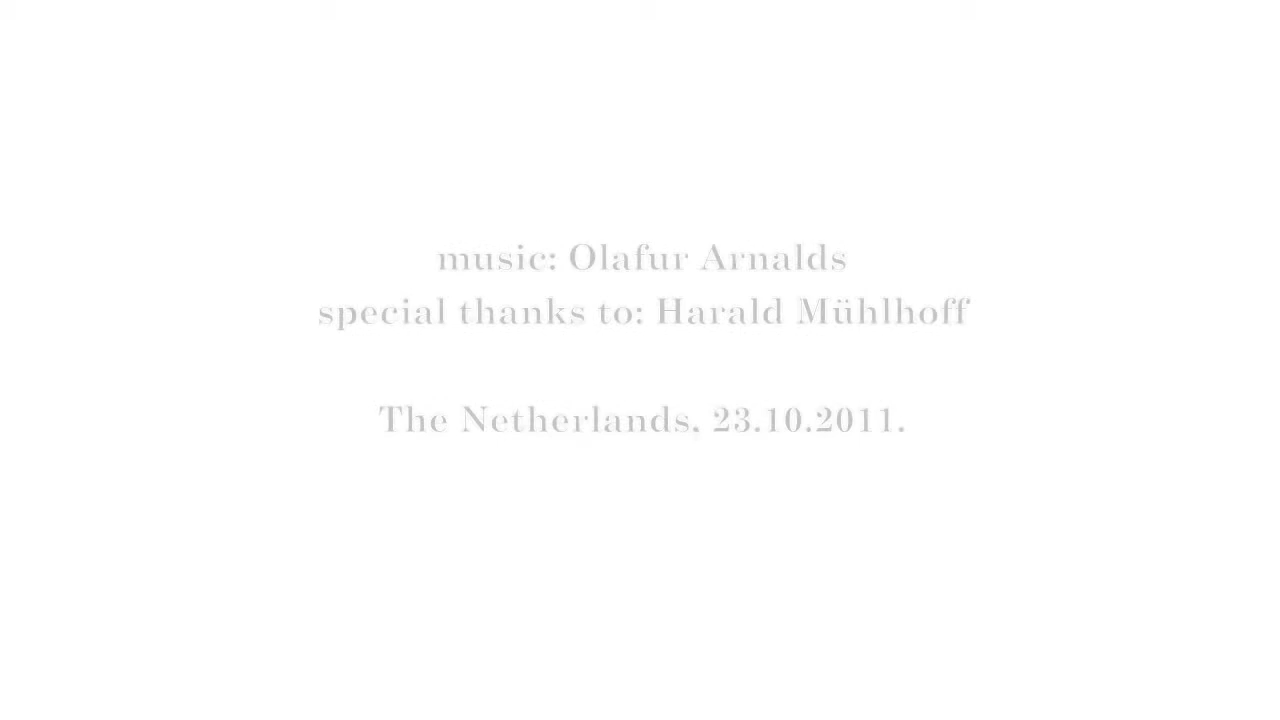 music: Olafur Arnalds
special thanks to: Harald Mühlhoff
The Netherlands, 23.10.2011.